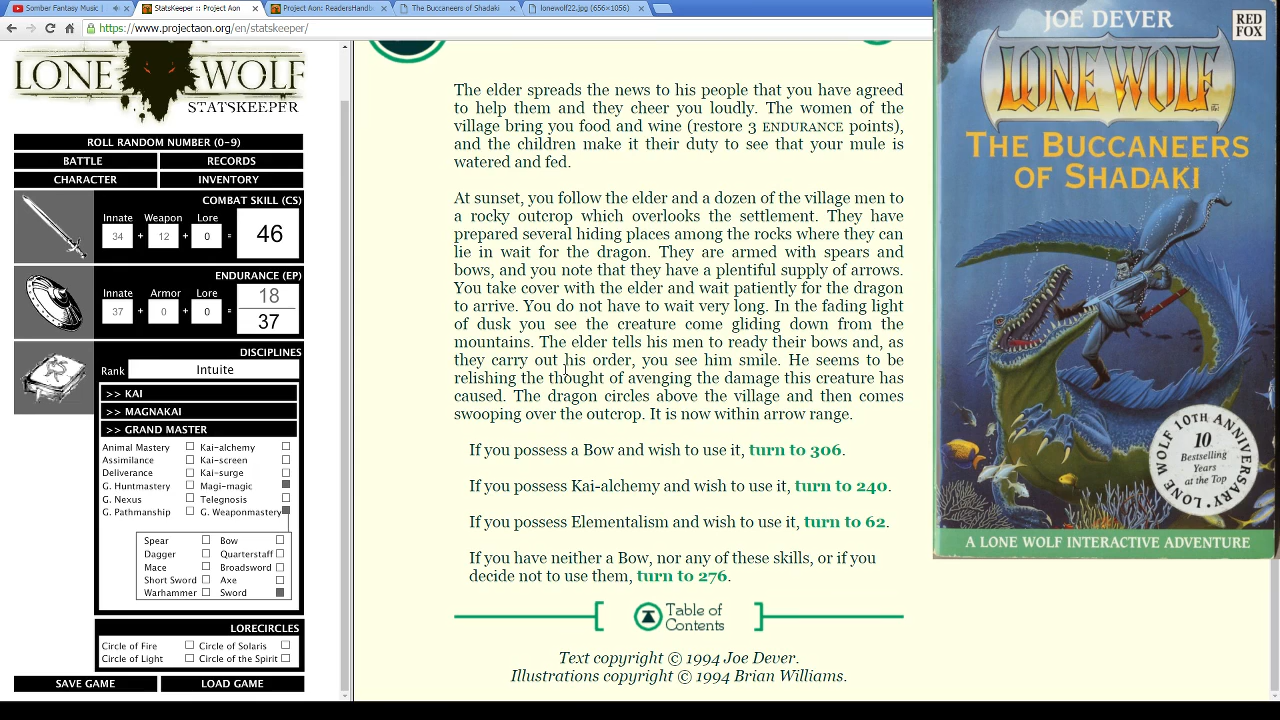 Somber Fantasy Music
StatsKeeper :: Project Aon
Project Aon: ReadersHandb
The Buccaneers of Shadaki
lonewolf22.jpg (656×1056)
https://www.projectaon.org/en/statskeeper/
LONE WOLF
STATSKEEPER
ROLL RANDOM NUMBER (0-9)
BATTLE RECORDS
CHARACTER INVENTORY
COMBAT SKILL (CS)
Innate Weapon Lore
34 + 12 + 0 = 46
ENDURANCE (EP)
Innate Armor Lore 18
37 + 0 + 0 = 37
DISCIPLINES
Rank Intuite
>> KAI
>> MAGNAKAI
>> GRAND MASTER
Animal Mastery Kai-alchemy
Assimilance Kai-screen
Deliverance Kai-surge
G. Huntmastery Magi-magic
G. Nexus Telegnosis
G. Pathmanship G. Weaponmastery
Spear Bow
Dagger Quarterstaff
Mace Broadsword
Short Sword Axe
Warhammer Sword
LORECIRCLES
Circle of Fire Circle of Solaris
Circle of Light Circle of the Spirit
SAVE GAME LOAD GAME
The elder spreads the news to his people that you have agreed
to help them and they cheer you loudly. The women of the
village bring you food and wine (restore 3 ENDURANCE points),
and the children make it their duty to see that your mule is
watered and fed.
At sunset, you follow the elder and a dozen of the village men to
a rocky outcrop which overlooks the settlement. They have
prepared several hiding places among the rocks where they can
lie in wait for the dragon. They are armed with spears and
bows, and you note that they have a plentiful supply of arrows.
You take cover with the elder and wait patiently for the dragon
to arrive. You do not have to wait very long. In the fading light
of dusk you see the creature come gliding down from the
mountains. The elder tells his men to ready their bows and, as
they carry out his order, you see him smile. He seems to be
relishing the thought of avenging the damage this creature has
caused. The dragon circles above the village and then comes
swooping over the outcrop. It is now within arrow range.
If you possess a Bow and wish to use it, turn to 306.
If you possess Kai-alchemy and wish to use it, turn to 240.
If you possess Elementalism and wish to use it, turn to 62.
If you have neither a Bow, nor any of these skills, or if you
decide not to use them, turn to 276.
Table of
Contents
Text copyright © 1994 Joe Dever.
Illustrations copyright © 1994 Brian Williams.
JOE DEVER
RED
FOX
LONE WOLF
THE BUCCANEERS
OF SHADAKI
LONE WOLF 10TH ANNIVERSARY
10
Bestselling
Years
at the Top
A LONE WOLF INTERACTIVE ADVENTURE